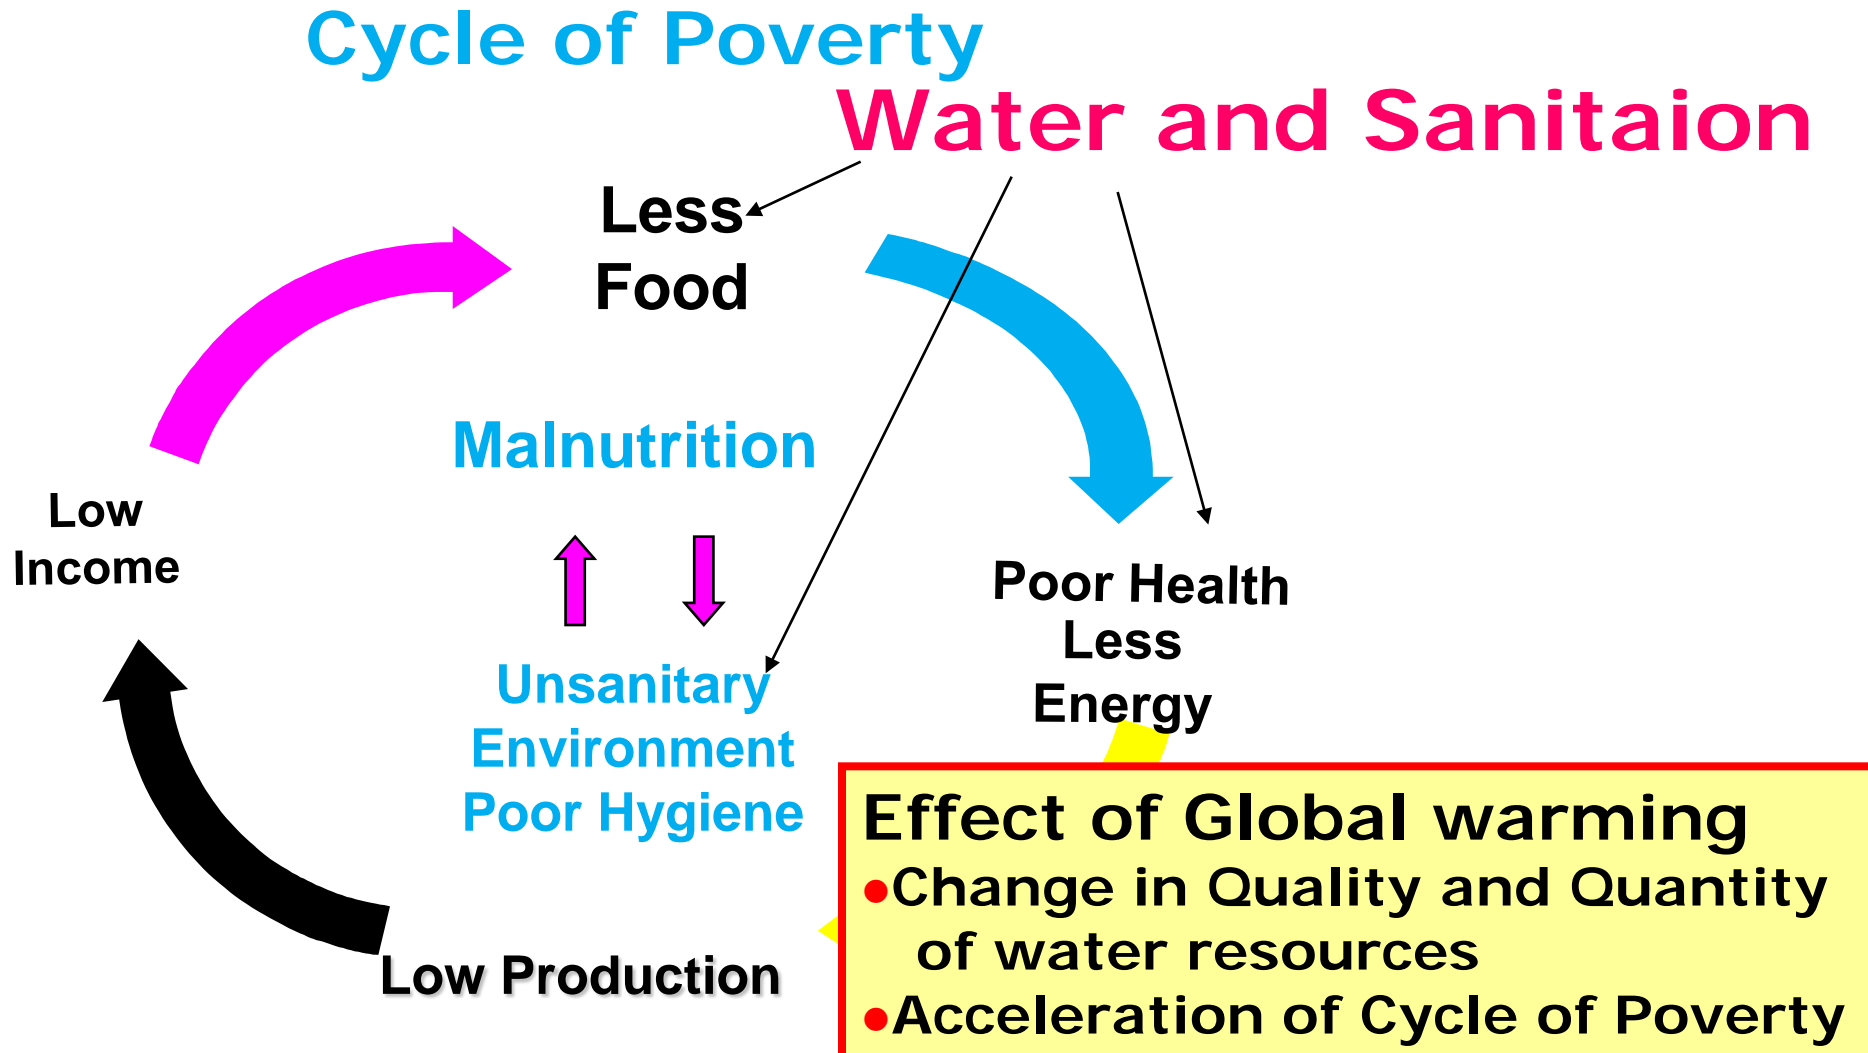 Cycle of Poverty
Water and Sanitaion
Less
Food
Malnutrition
Low
Income
Poor Health
Less
Energy
Unsanitary
Environment
Poor Hygiene
Low Production
Effect of Global warming
●Change in Quality and Quantity
of water resources
●Acceleration of Cycle of Poverty